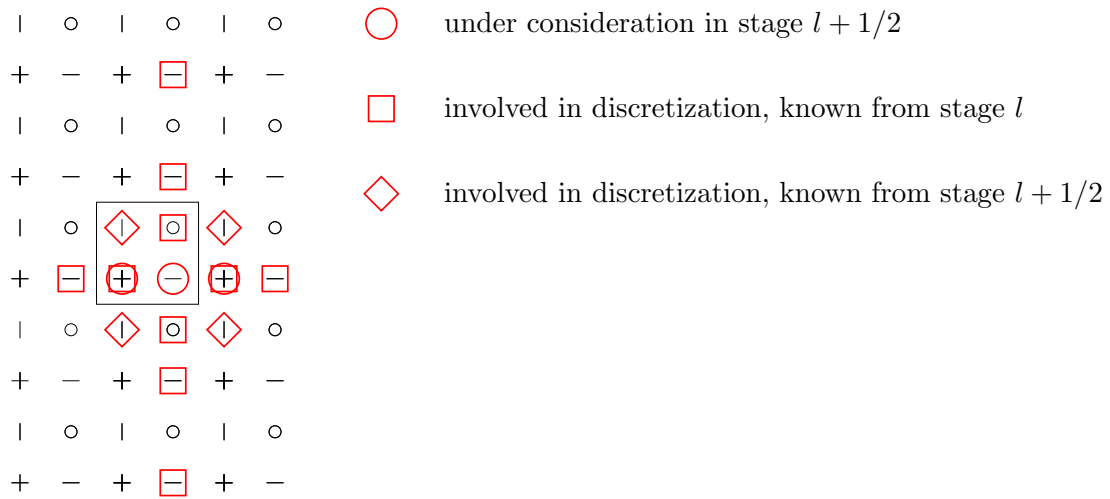 under consideration in stage l + 1/2
involved in discretization, known from stage l
involved in discretization, known from stage l + 1/2